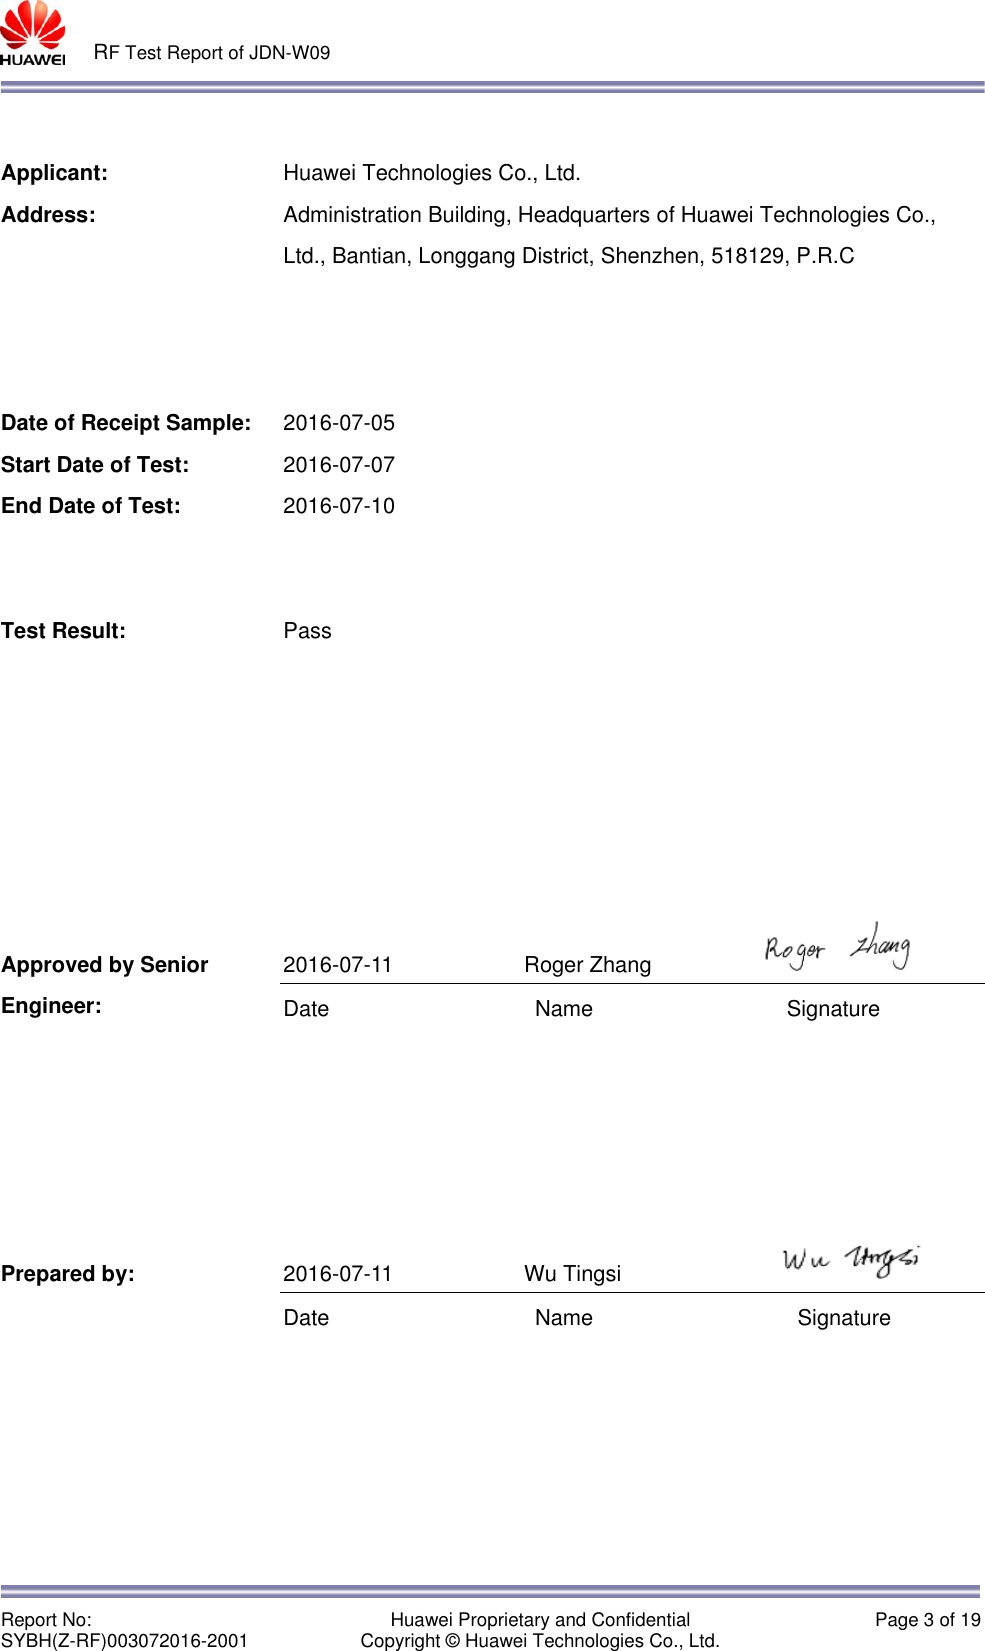 HUAWEI
RF Test Report of JDN-W09
Applicant: Huawei Technologies Co., Ltd.
Address: Administration Building, Headquarters of Huawei Technologies Co.,
Ltd., Bantian, Longgang District, Shenzhen, 518129, P.R.C
Date of Receipt Sample: 2016-07-05
Start Date of Test: 2016-07-07
End Date of Test: 2016-07-10
Test Result: Pass
Approved by Senior 2016-07-11 Roger Zhang Roger Zhang
Engineer: Date Name Signature
Prepared by: 2016-07-11 Wu Tingsi Wu Tingsi
Date Name Signature
Report No: Huawei Proprietary and Confidential Page 3 of 19
SYBH(Z-RF)003072016-2001 Copyright © Huawei Technologies Co., Ltd.